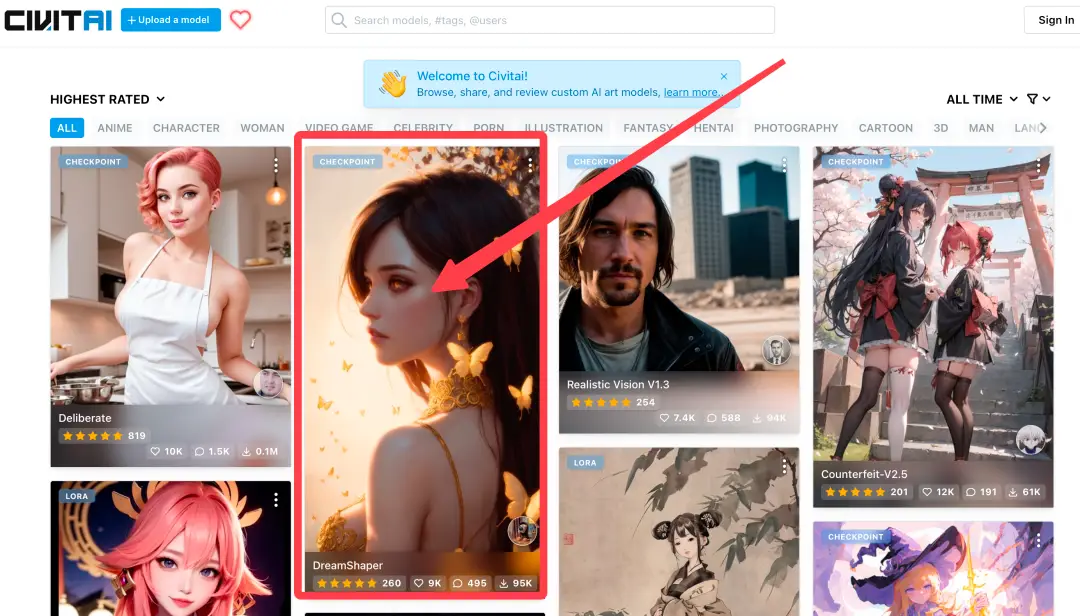 CIVITAI
+ Upload a model
Search models, #tags, @users
Sign In
Welcome to Civitai!
Browse, share, and review custom AI art models, learn more...
HIGHEST RATED
ALL TIME
ALL ANIME CHARACTER WOMAN VIDEO GAME CELEBRITY PORN ILLUSTRATION FANTASY HENTAI PHOTOGRAPHY CARTOON 3D MAN
CHECKPOINT
Deliberate
819
10K 1.5K 0.1M
LORA
CHECKPOINT
DreamShaper
260 9K 495 95K
CHECKPOINT
Realistic Vision V1.3
254
7.4K 588 94K
LORA
CHECKPOINT
Counterfeit-V2.5
201 12K 191 61K
CHECKPOINT